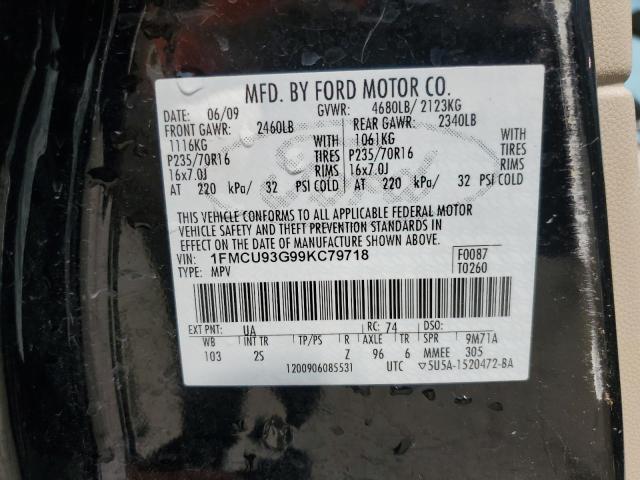 MFD. BY FORD MOTOR CO.
DATE: 06/09 GVWR: 4680LB/ 2123KG
FRONT GAWR: 2460LB REAR GAWR: 2340LB
1116KG WITH 1061KG WITH
P235/70R16 TIRES P235/70R16 TIRES
16x7.0J RIMS 16x7.0J RIMS
AT 220 kPa/ 32 PSI COLD AT 220 kPa/ 32 PSI COLD
THIS VEHICLE CONFORMS TO ALL APPLICABLE FEDERAL MOTOR
VEHICLE SAFETY AND THEFT PREVENTION STANDARDS IN
EFFECT ON THE DATE OF MANUFACTURE SHOWN ABOVE.
VIN: 1FMCU93G99KC79718 F0087
TYPE: MPV T0260
EXT PNT: UA RC: 74 DSO:
WB INT TR TP/PS R AXLE TR SPR 9M71A
103 2S Z 96 6 MMEE 305
1200906085531 UTC ▽5U5A-1520472-BA
Ford